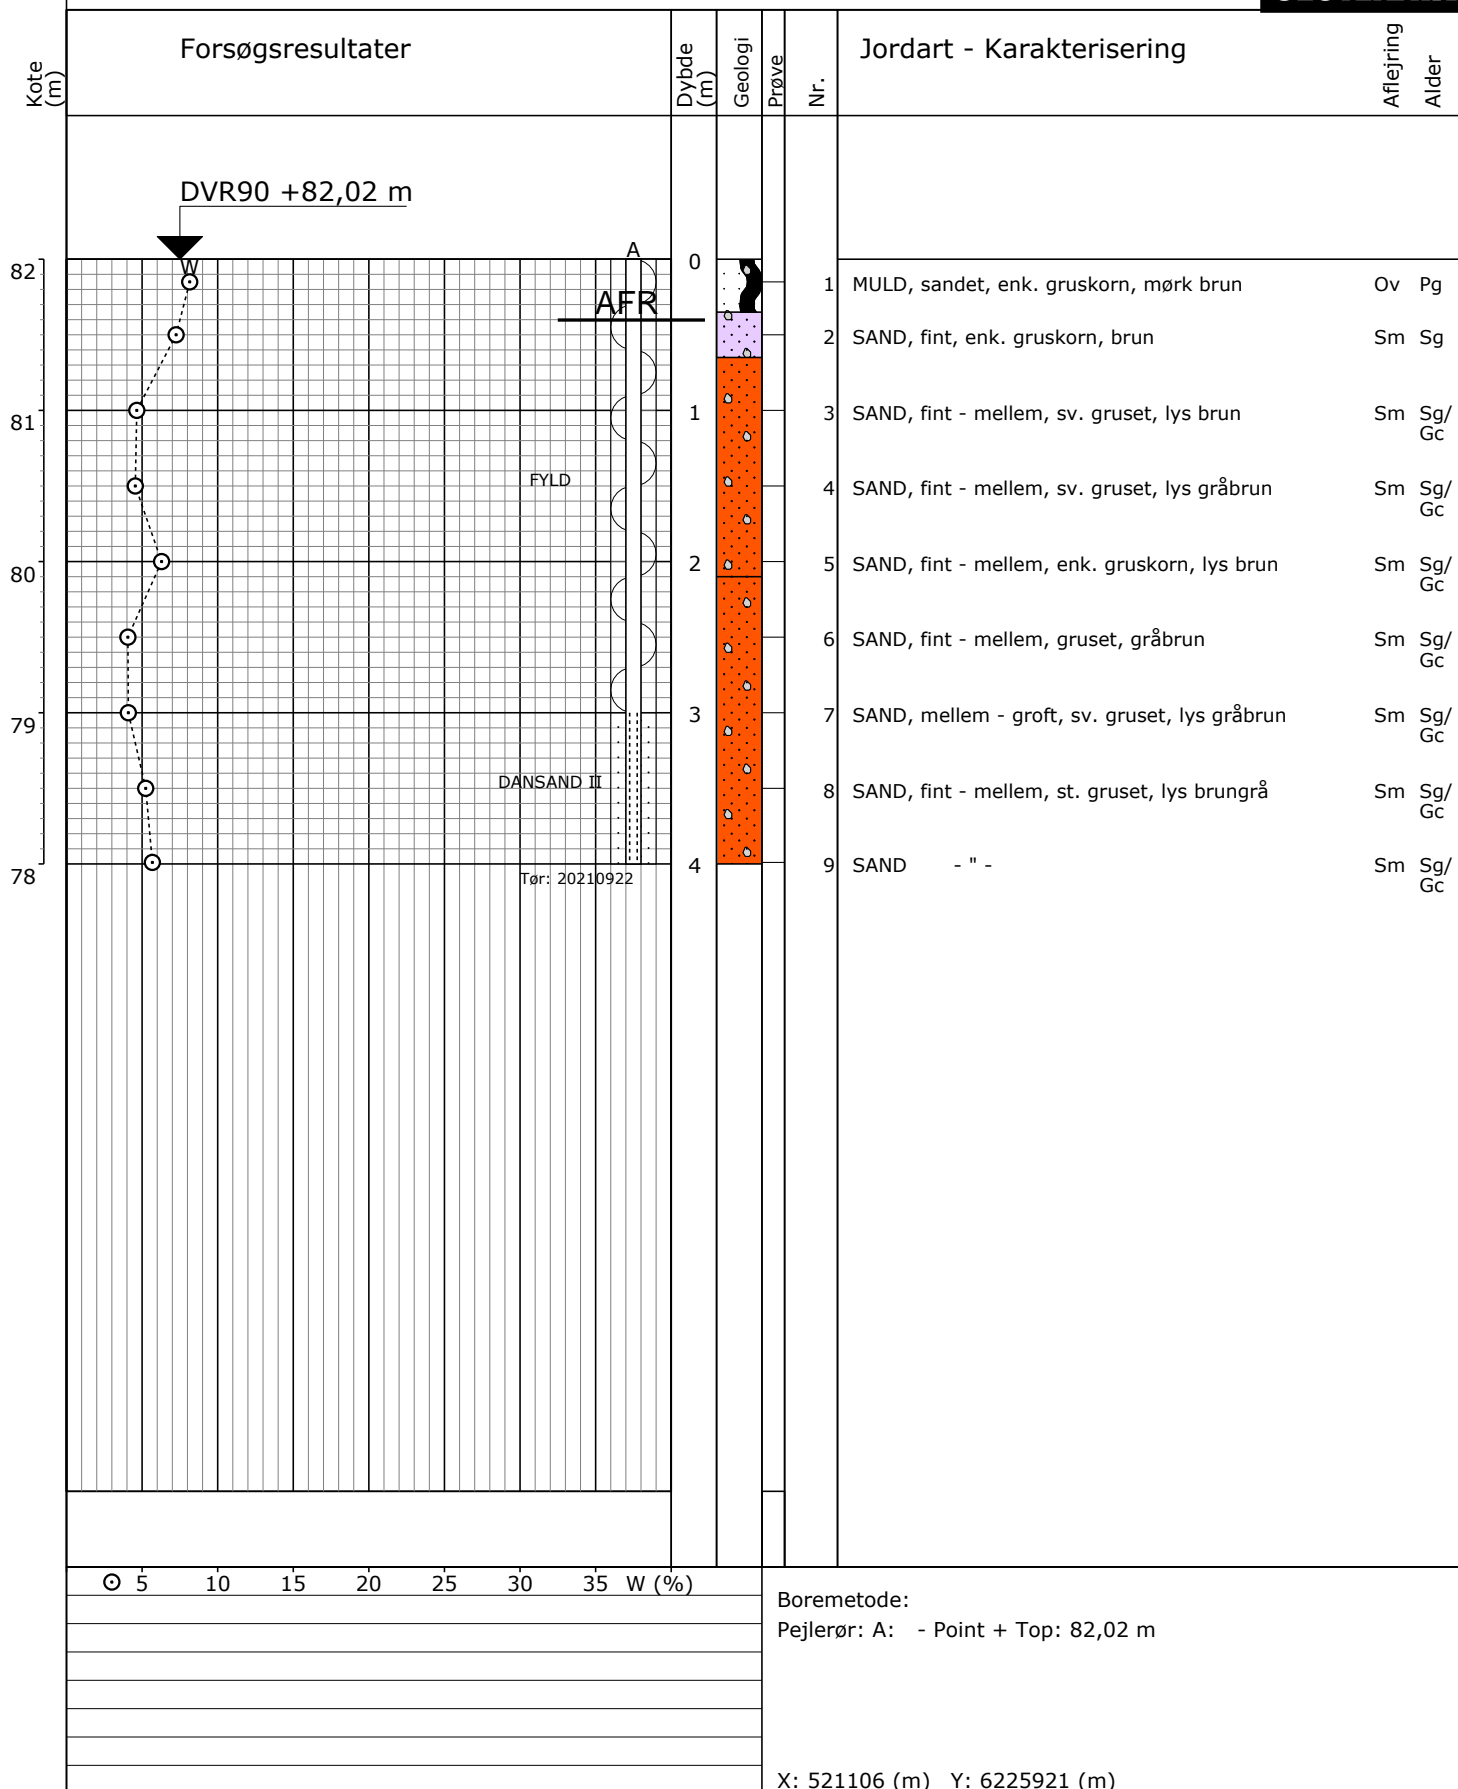 Forsøgsresultater
Kote
(m)
Dybde
(m)
Geologi
Prøve
Nr.
Jordart - Karakterisering
Aflejring
Alder
DVR90 +82,02 m
A
W
AFR
82
0
1 MULD, sandet, enk. gruskorn, mørk brun Ov Pg
2 SAND, fint, enk. gruskorn, brun Sm Sg
81
1
3 SAND, fint - mellem, sv. gruset, lys brun Sm Sg/
Gc
FYLD
4 SAND, fint - mellem, sv. gruset, lys gråbrun Sm Sg/
Gc
80
2
5 SAND, fint - mellem, enk. gruskorn, lys brun Sm Sg/
Gc
6 SAND, fint - mellem, gruset, gråbrun Sm Sg/
Gc
79
3
7 SAND, mellem - groft, sv. gruset, lys gråbrun Sm Sg/
Gc
DANSAND II
8 SAND, fint - mellem, st. gruset, lys brungrå Sm Sg/
Gc
78
4
9 SAND - " - Sm Sg/
Gc
Tør: 20210922
5 10 15 20 25 30 35 W (%)
Boremetode:
Pejlerør: A: - Point + Top: 82,02 m
X: 521106 (m) Y: 6225921 (m)